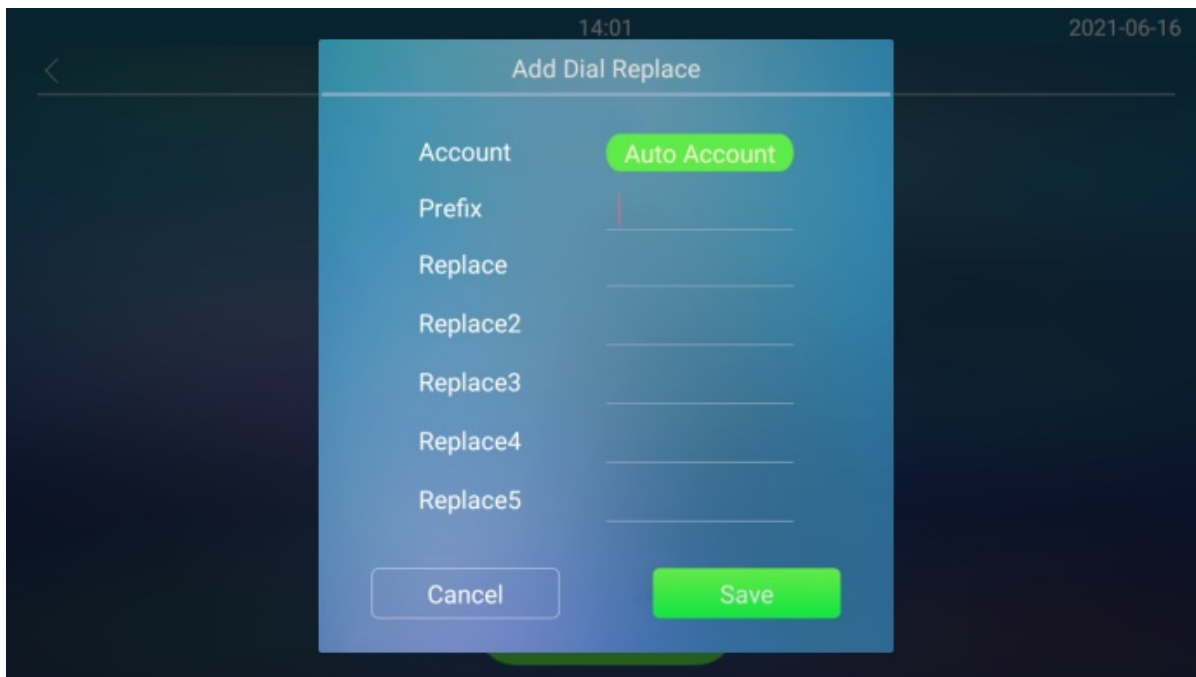 14:01 2021-06-16
Add Dial Replace
Account Auto Account
Prefix
Replace
Replace2
Replace3
Replace4
Replace5
Cancel Save